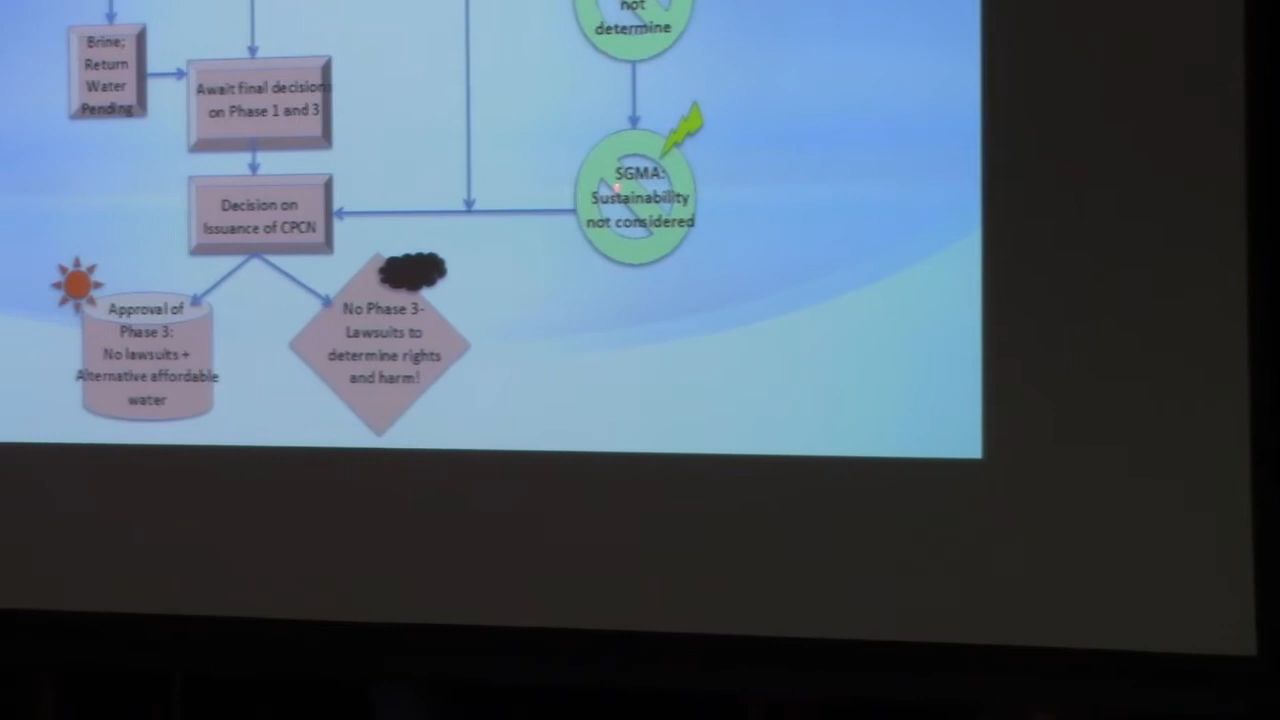 not
determine
Brine;
Return
Water
Pending
Await final decision
on Phase 1 and 3
SGMA:
Sustainability
not considered
Decision on
Issuance of CPCN
Approval of
Phase 3:
No lawsuits +
Alternative affordable
water
No Phase 3-
Lawsuits to
determine rights
and harm!